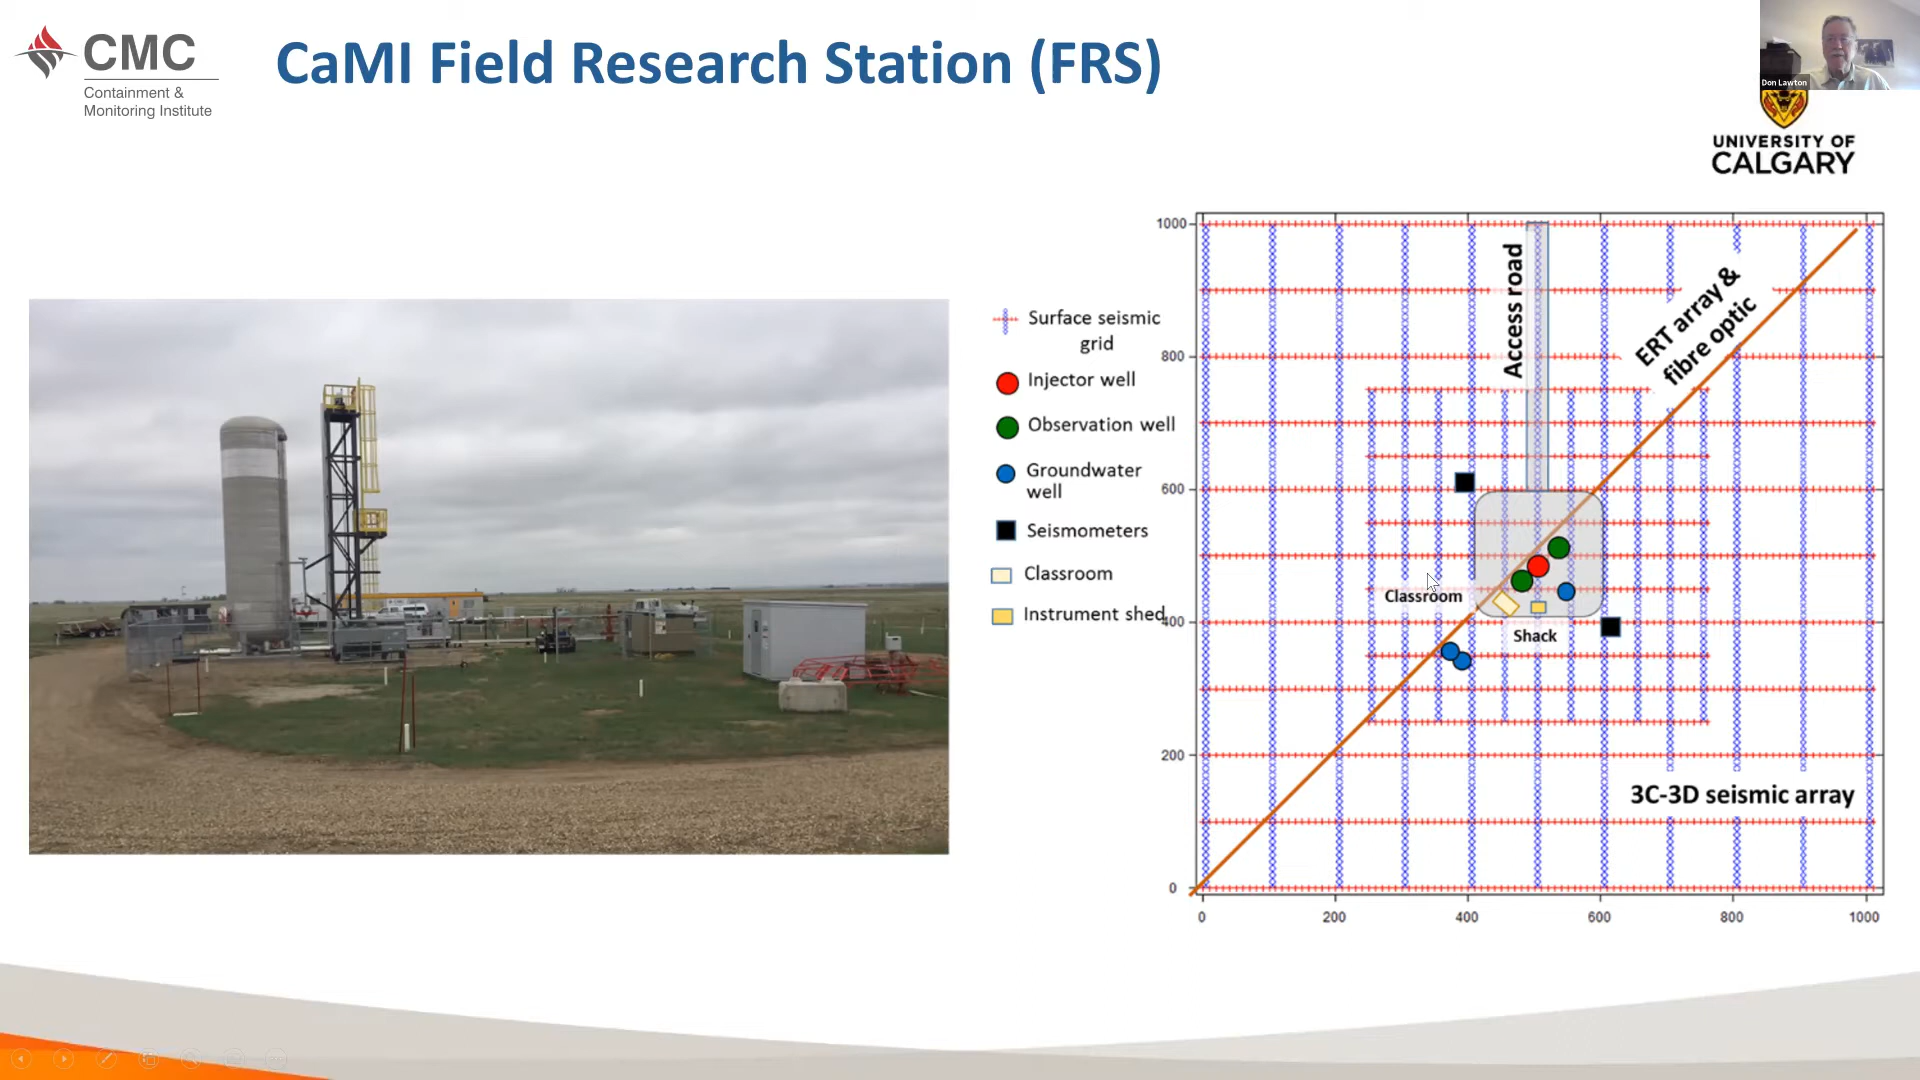 CMC
Containment &
Monitoring Institute
CaMI Field Research Station (FRS)
Don Lawton
UNIVERSITY OF
CALGARY
Surface seismic
grid
Injector well
Observation well
Groundwater
well
Seismometers
Classroom
Instrument shed
1000
800
600
400
200
0
0
200
400
600
800
1000
Access road
ERT array &
fibre optic
Classroom
Shack
3C-3D seismic array